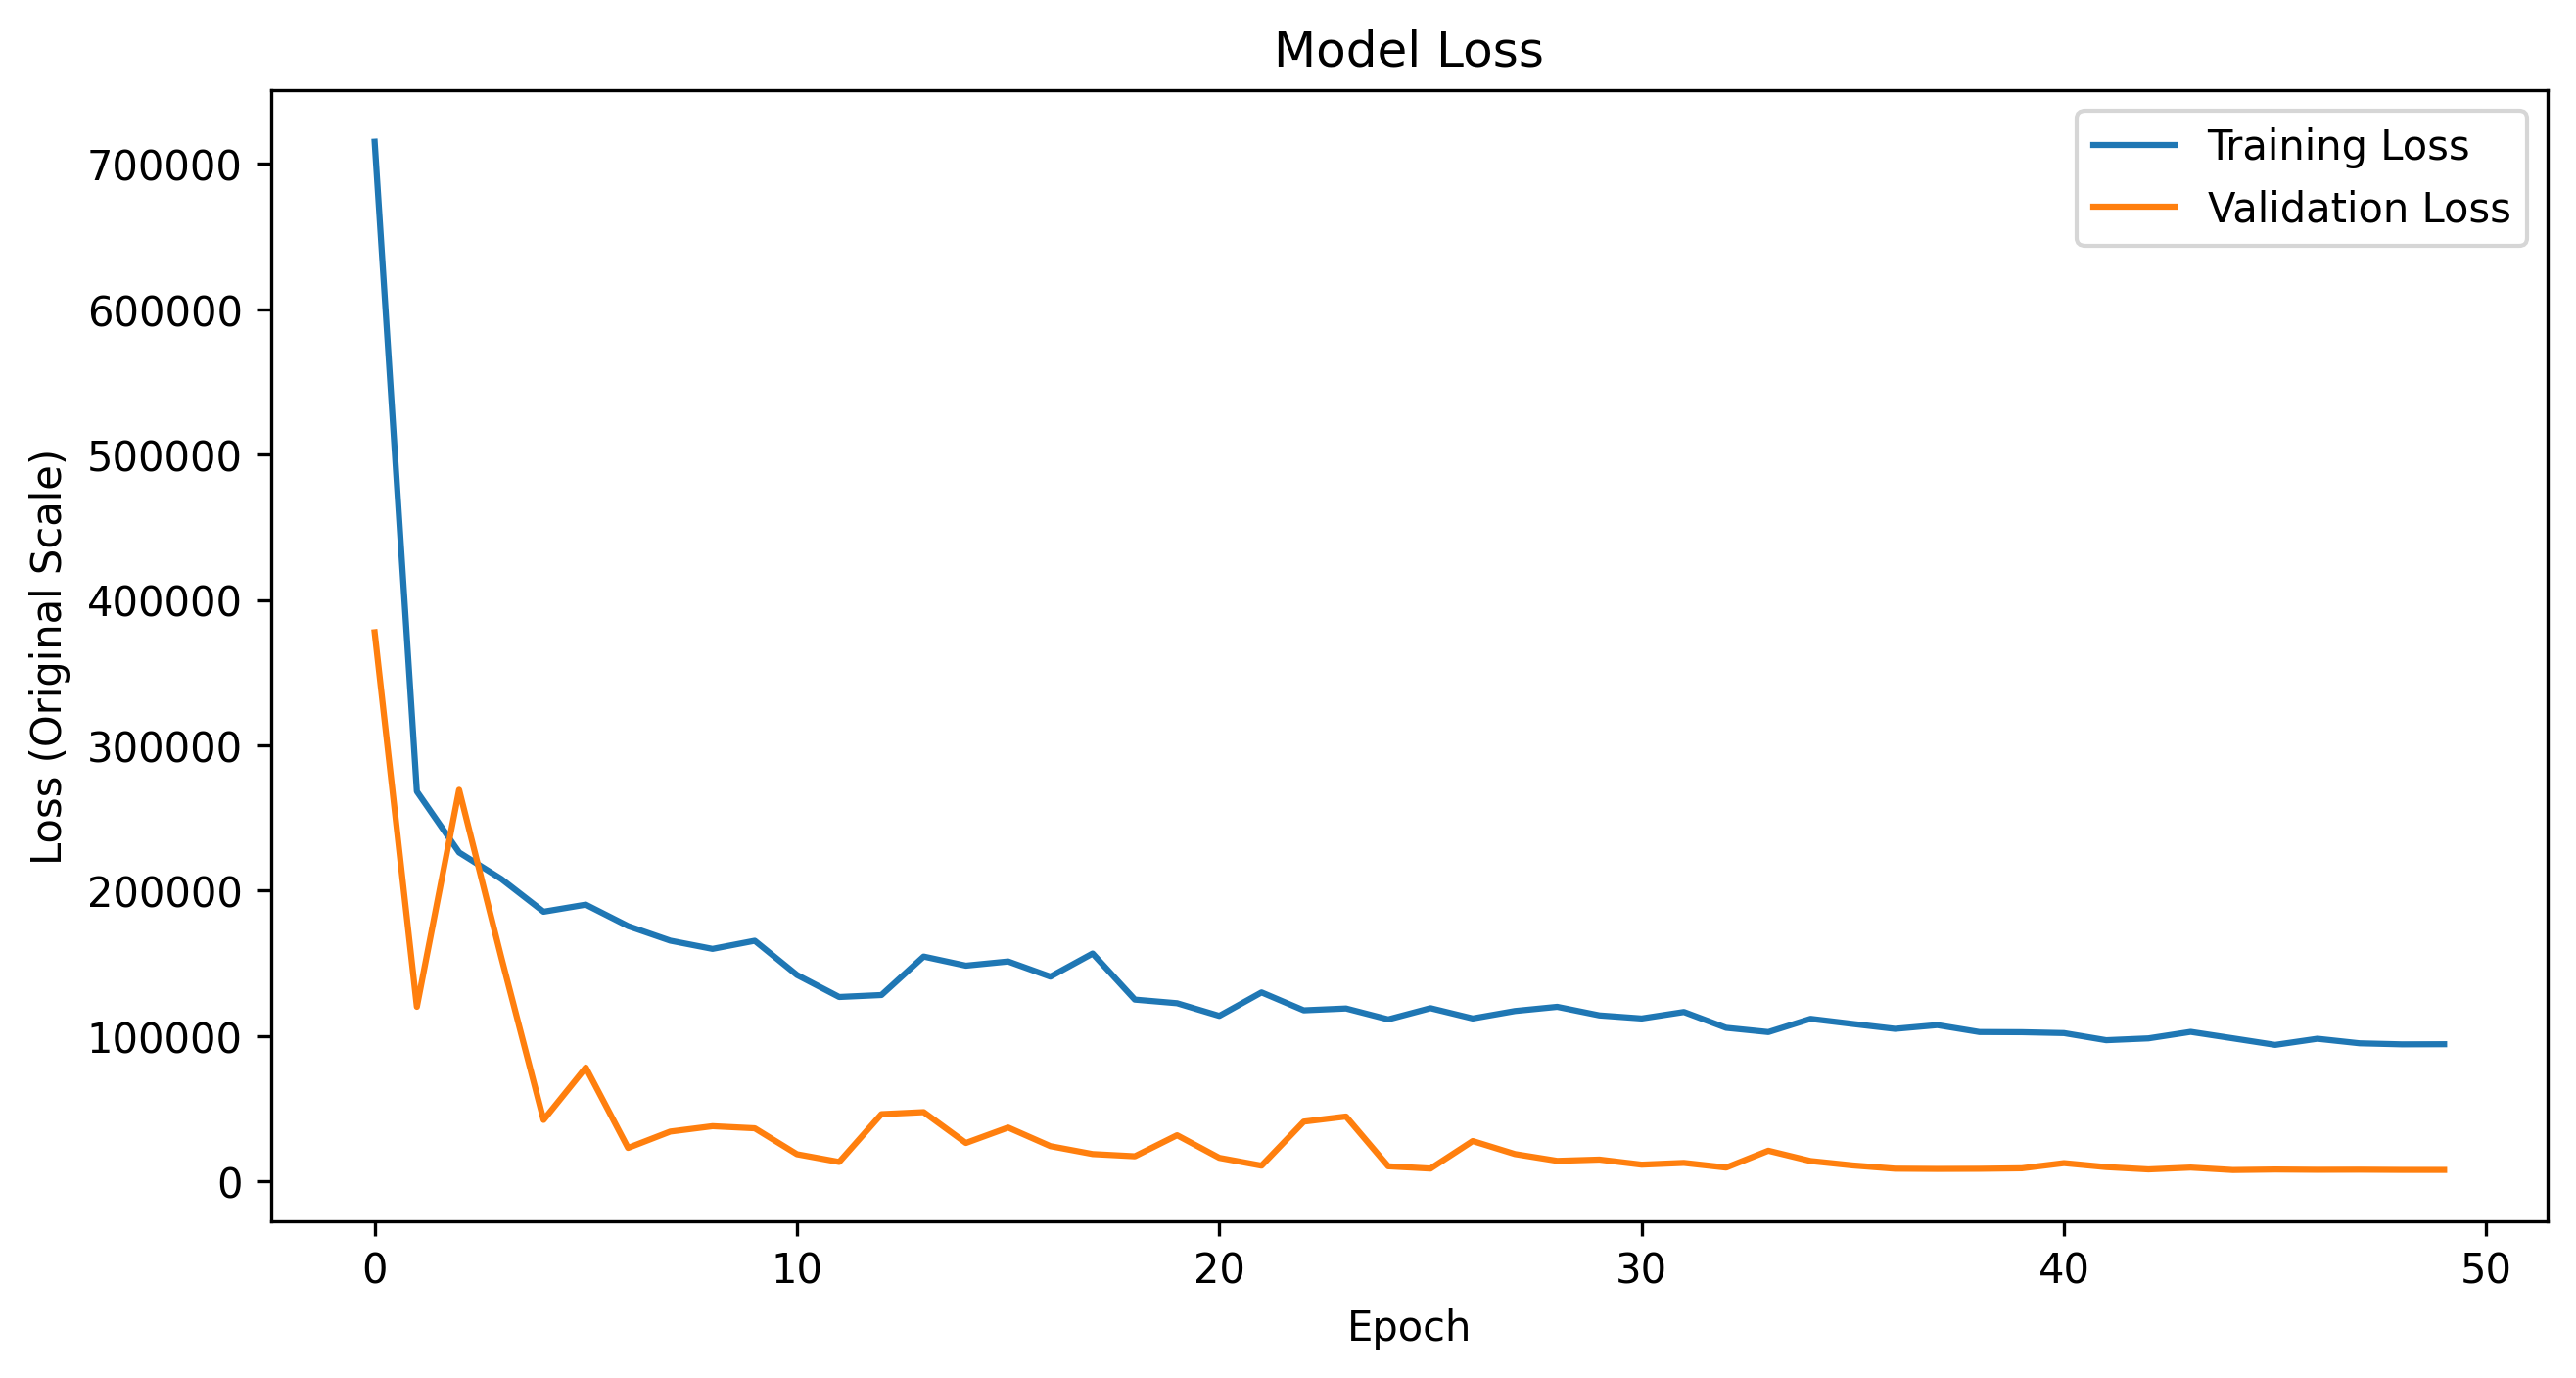 Model Loss
Training Loss
Validation Loss
Loss (Original Scale)
700000
600000
500000
400000
300000
200000
100000
0
0 10 20 30 40 50
Epoch